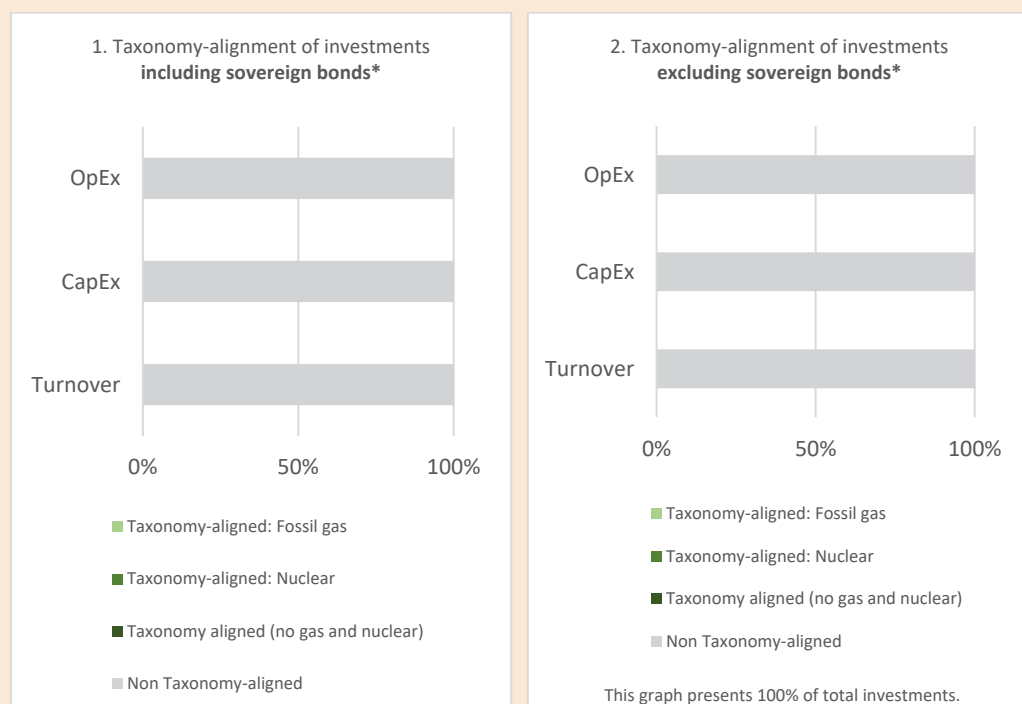 1. Taxonomy-alignment of investments
including sovereign bonds*
OpEx
CapEx
Turnover
0% 50% 100%
Taxonomy-aligned: Fossil gas
Taxonomy-aligned: Nuclear
Taxonomy aligned (no gas and nuclear)
Non Taxonomy-aligned
2. Taxonomy-alignment of investments
excluding sovereign bonds*
OpEx
CapEx
Turnover
0% 50% 100%
Taxonomy-aligned: Fossil gas
Taxonomy-aligned: Nuclear
Taxonomy aligned (no gas and nuclear)
Non Taxonomy-aligned
This graph presents 100% of total investments.